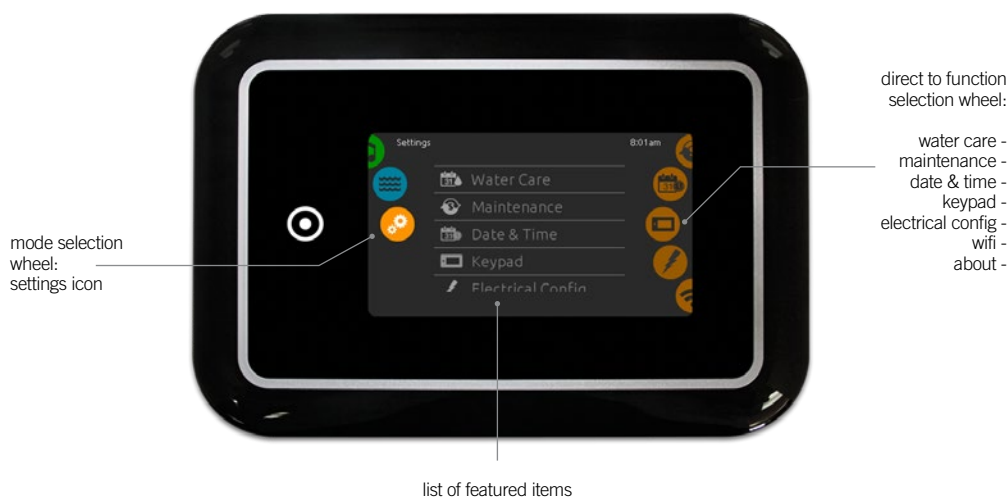 direct to function
selection wheel:
water care -
maintenance -
date & time -
keypad -
electrical config -
wifi -
about -
Settings
8:01am
Water Care
Maintenance
Date & Time
Keypad
Electrical Config
mode selection
wheel:
settings icon
list of featured items